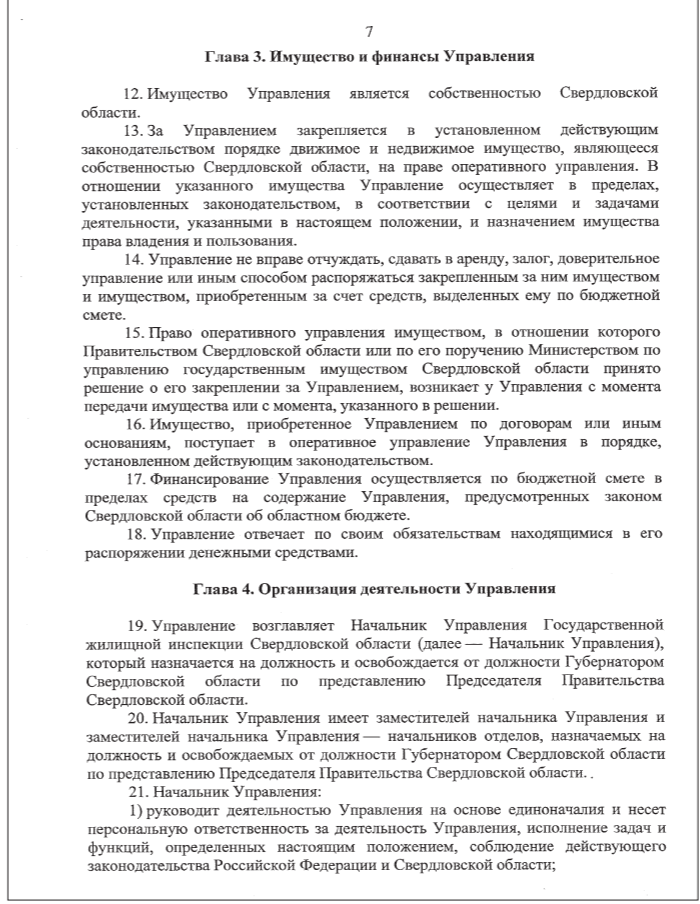 7
Глава 3. Имущество и финансы Управления
12. Имущество Управления является собственностью Свердловской
области.
13. За Управлением закрепляется в установленном действующим
законодательством порядке движимое и недвижимое имущество, являющееся
собственностью Свердловской области, на праве оперативного управления. В
отношении указанного имущества Управление осуществляет в пределах,
установленных законодательством, в соответствии с целями и задачами
деятельности, указанными в настоящем положении, и назначением имущества
права владения и пользования.
14. Управление не вправе отчуждать, сдавать в аренду, залог, доверительное
управление или иным способом распоряжаться закрепленным за ним имуществом
и имуществом, приобретенным за счет средств, выделенных ему по бюджетной
смете.
15. Право оперативного управления имуществом, в отношении которого
Правительством Свердловской области или по его поручению Министерством по
управлению государственным имуществом Свердловской области принято
решение о его закреплении за Управлением, возникает у Управления с момента
передачи имущества или с момента, указанного в решении.
16. Имущество, приобретенное Управлением по договорам или иным
основаниям, поступает в оперативное управление Управления в порядке,
установленном действующим законодательством.
17. Финансирование Управления осуществляется по бюджетной смете в
пределах средств на содержание Управления, предусмотренных законом
Свердловской области об областном бюджете.
18. Управление отвечает по своим обязательствам находящимися в его
распоряжении денежными средствами.
Глава 4. Организация деятельности Управления
19. Управление возглавляет Начальник Управления Государственной
жилищной инспекции Свердловской области (далее — Начальник Управления),
который назначается на должность и освобождается от должности Губернатором
Свердловской области по представлению Председателя Правительства
Свердловской области.
20. Начальник Управления имеет заместителей начальника Управления и
заместителей начальника Управления — начальников отделов, назначаемых на
должность и освобождаемых от должности Губернатором Свердловской области
по представлению Председателя Правительства Свердловской области. .
21. Начальник Управления:
1) руководит деятельностью Управления на основе единоначалия и несет
персональную ответственность за деятельность Управления, исполнение задач и
функций, определенных настоящим положением, соблюдение действующего
законодательства Российской Федерации и Свердловской области;